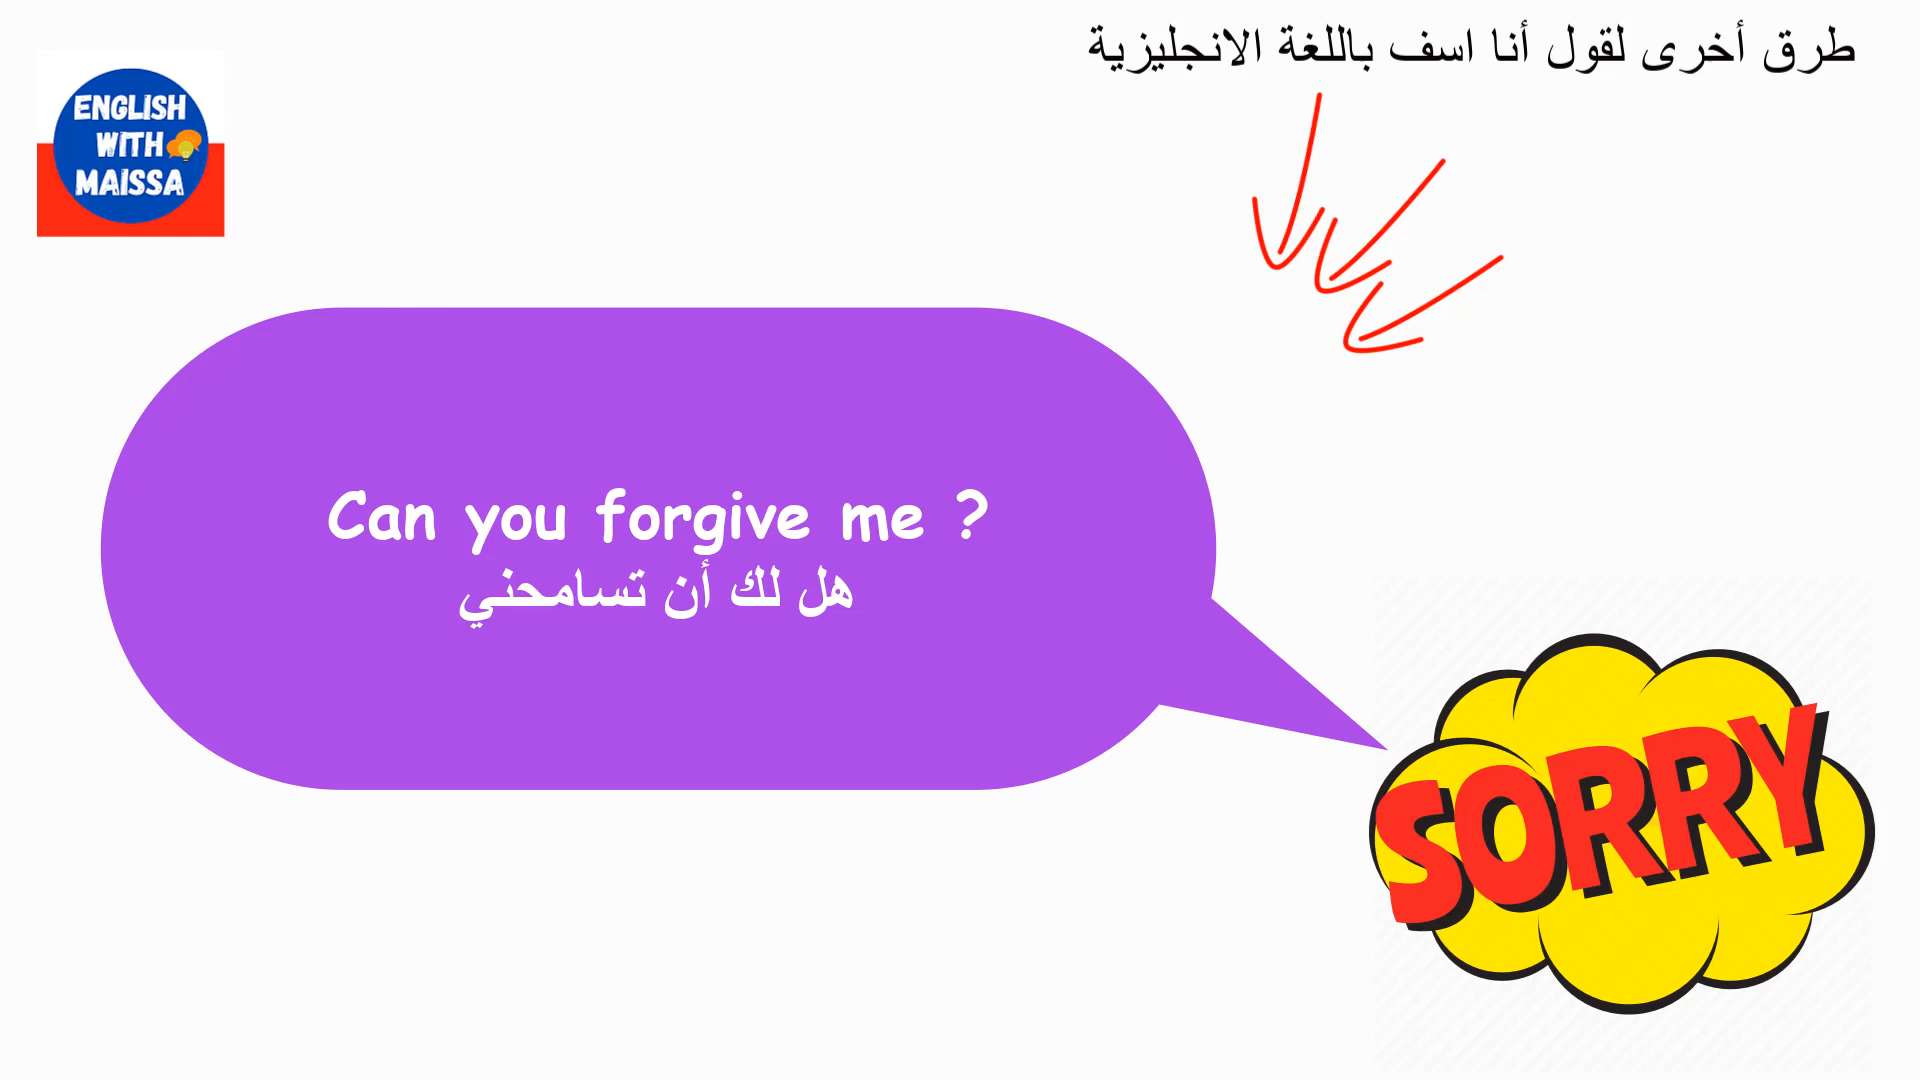 طرق أخرى لقول أنا اسف باللغة الانجليزية
ENGLISH
WITH
MAISSA
Can you forgive me ?
هل لك أن تسامحني
SORRY